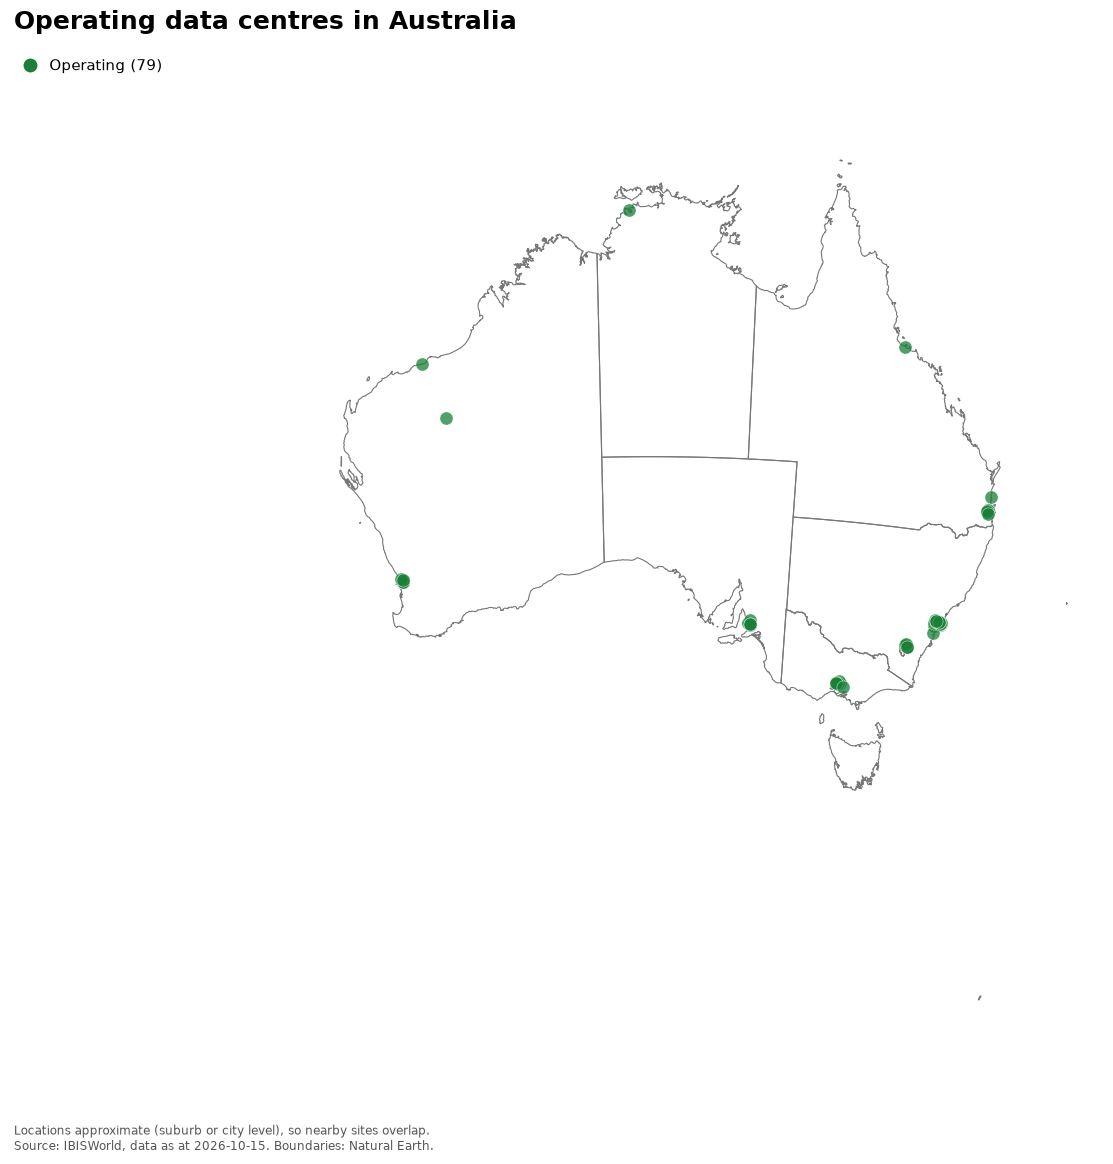 Operating data centres in Australia
Operating (79)
Locations approximate (suburb or city level), so nearby sites overlap.
Source: IBISWorld, data as at 2026-10-15. Boundaries: Natural Earth.